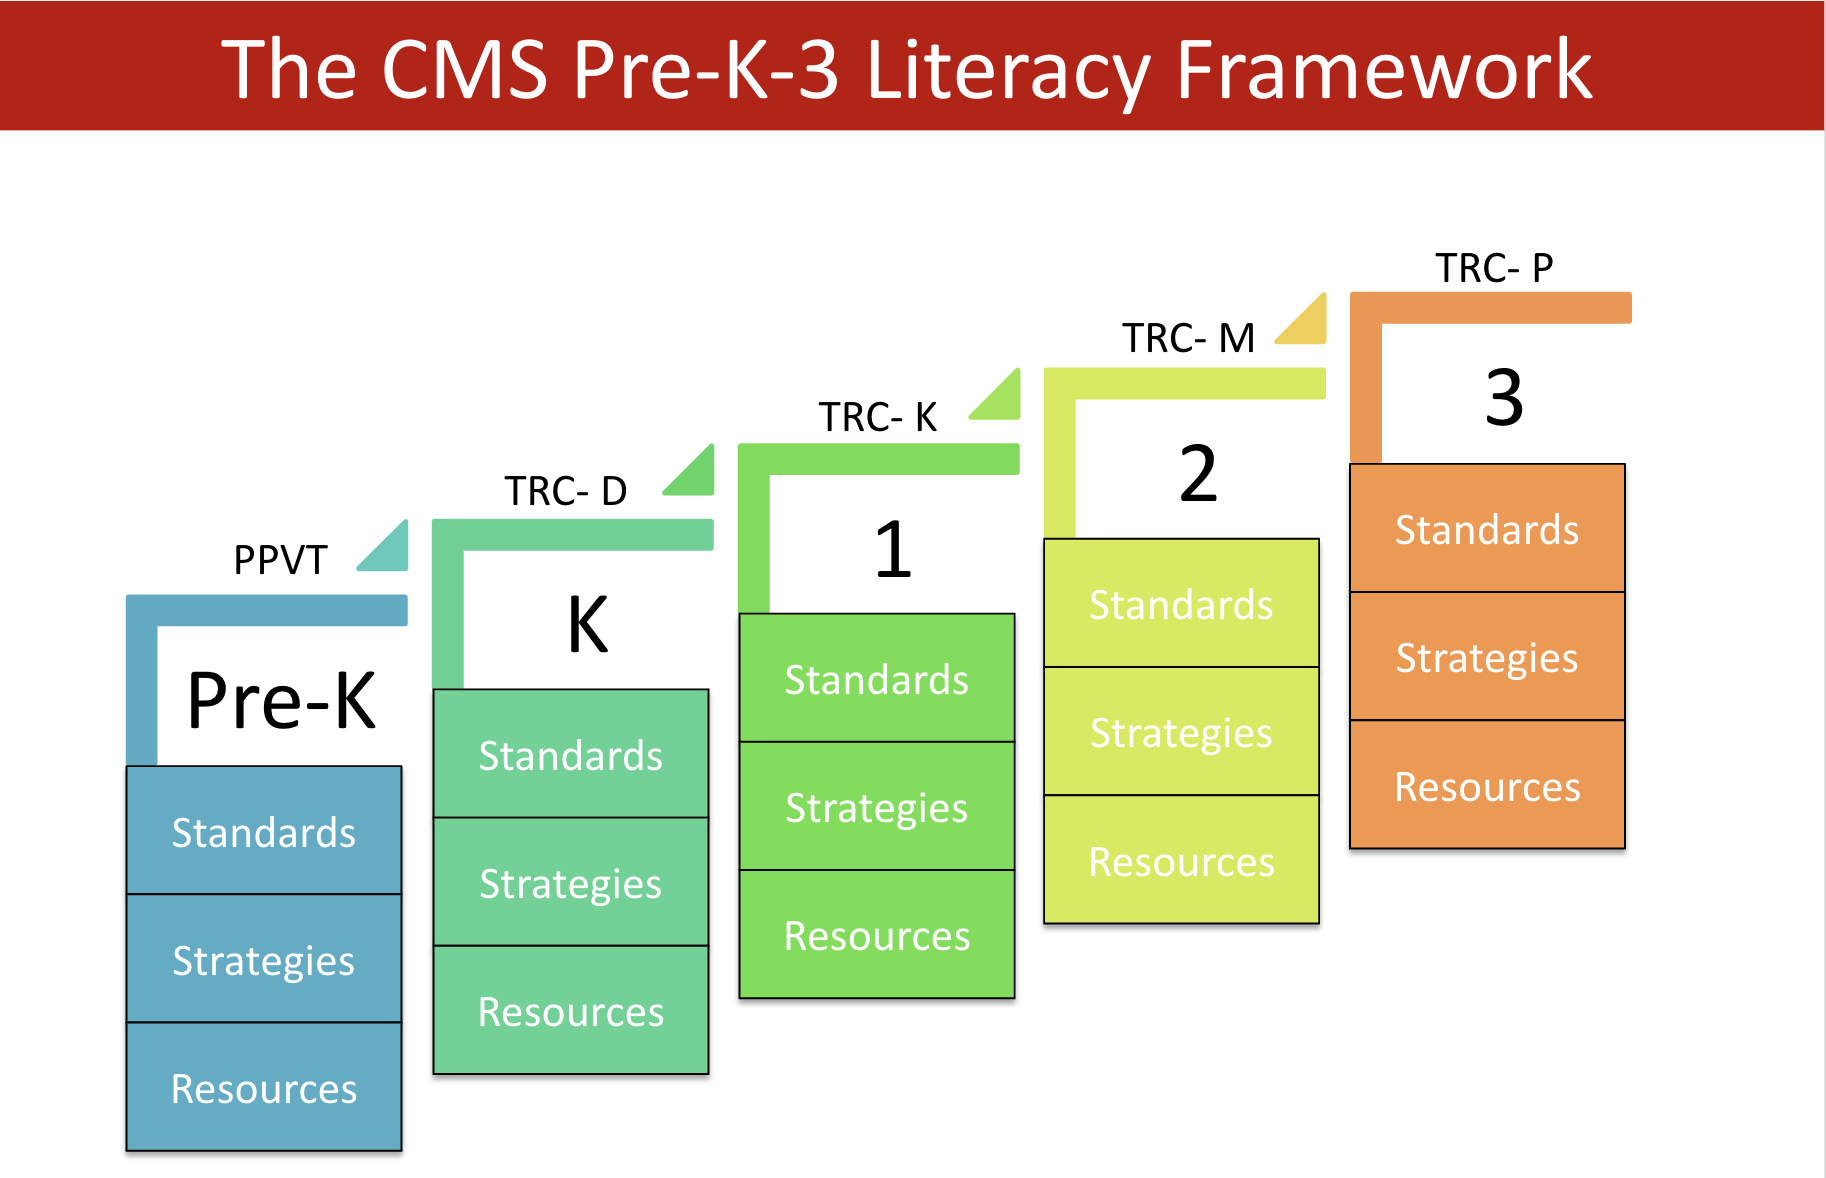 The CMS Pre-K-3 Literacy Framework
PPVT
Pre-K
Standards
Strategies
Resources
TRC- D
K
Standards
Strategies
Resources
TRC- K
1
Standards
Strategies
Resources
TRC- M
2
Standards
Strategies
Resources
TRC- P
3
Standards
Strategies
Resources